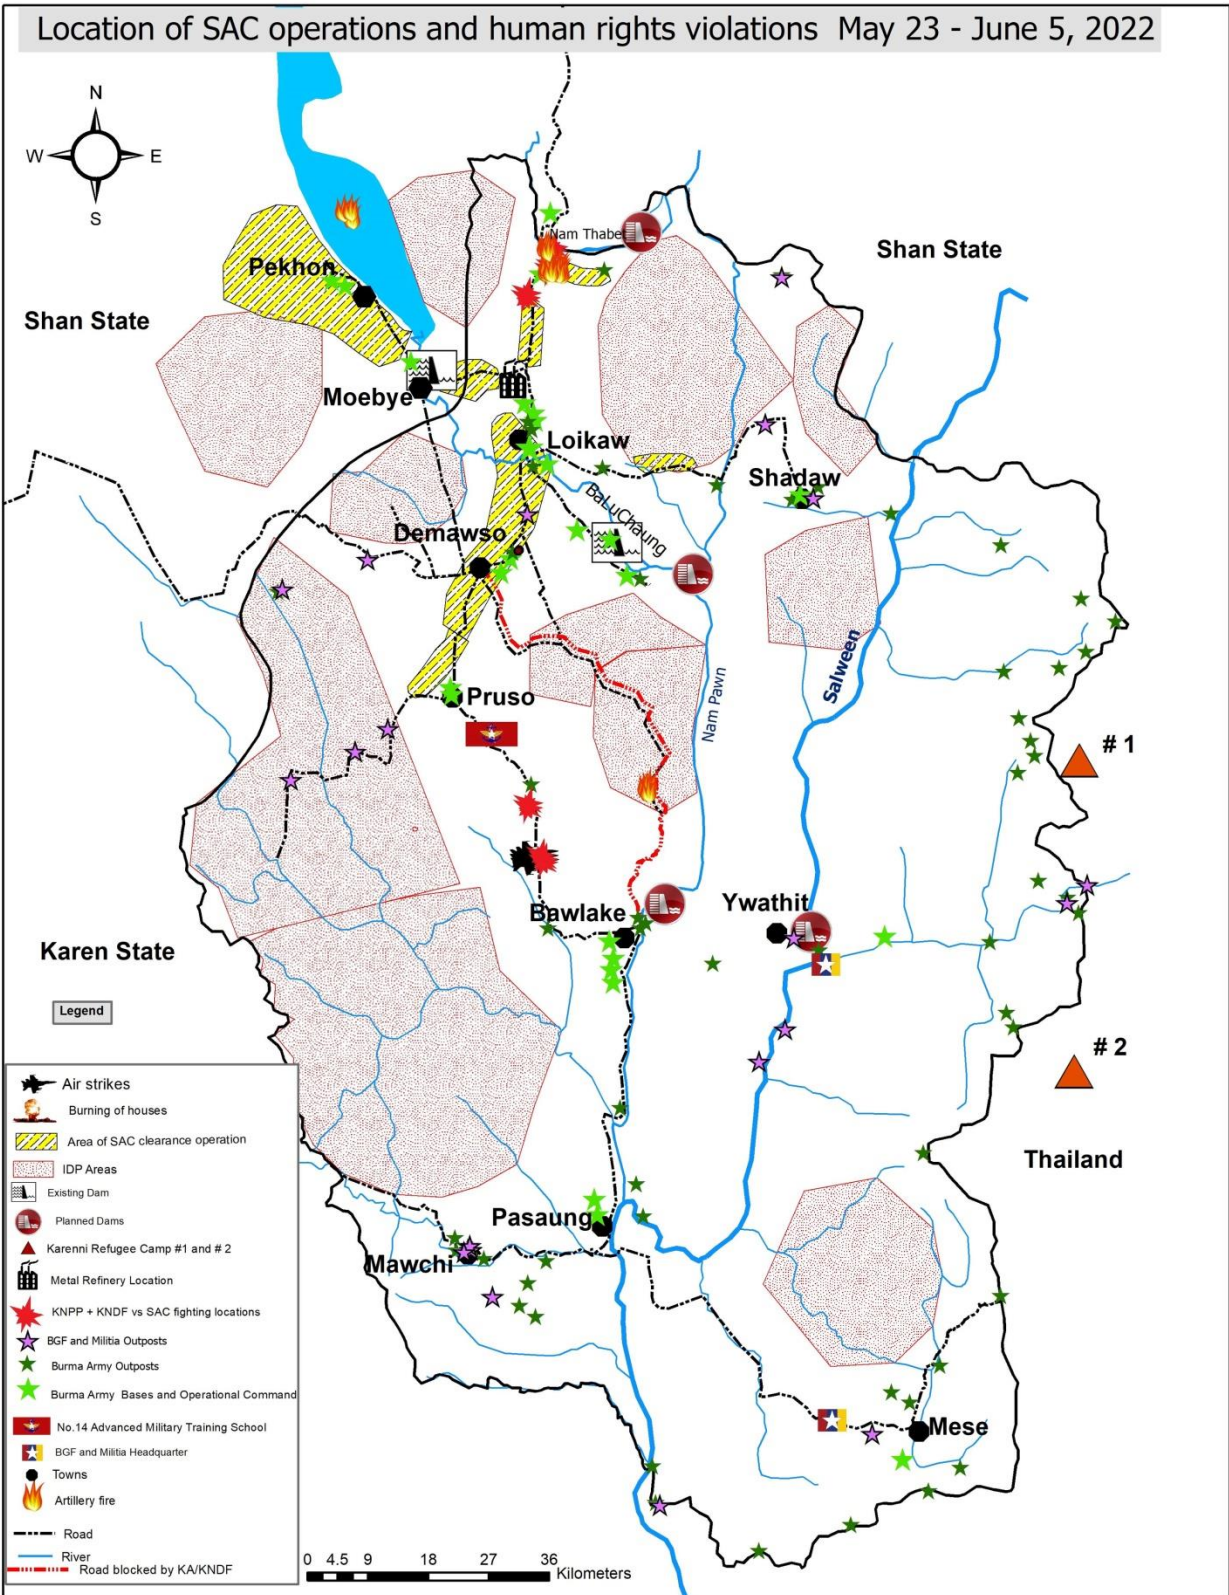 Location of SAC operations and human rights violations May 23 - June 5, 2022
N
W
E
S
Nam Thabet
Shan State
Pekhon
Shan State
Moebye
Loikaw
Shadaw
BaLuChaung
Demawso
Salween
Pruso
Nam Pawn
# 1
Bawlake
Ywathit
Karen State
# 2
Thailand
Pasaung
Mawchi
Mese
Legend
Air strikes
Burning of houses
Area of SAC clearance operation
IDP Areas
Existing Dam
Planned Dams
Karenni Refugee Camp #1 and # 2
Metal Refinery Location
KNPP + KNDF vs SAC fighting locations
BGF and Militia Outposts
Burma Army Outposts
Burma Army Bases and Operational Command
No.14 Advanced Military Training School
BGF and Militia Headquarter
Towns
Artillery fire
Road
River
Road blocked by KA/KNDF
0 4.5 9 18 27 36
Kilometers